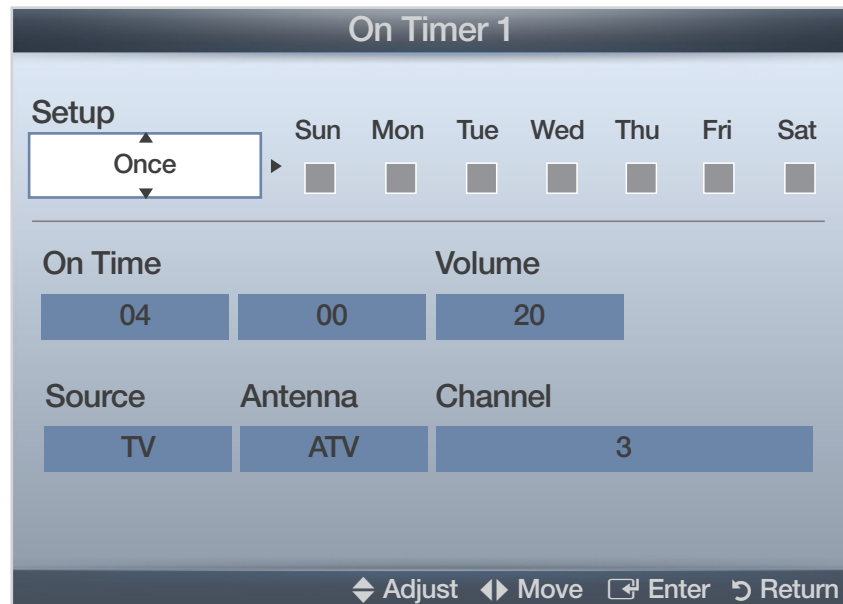 On Timer 1
Setup
Sun Mon Tue Wed Thu Fri Sat
Once
On Time Volume
04 00 20
Source Antenna Channel
TV ATV 3
Adjust Move Enter Return